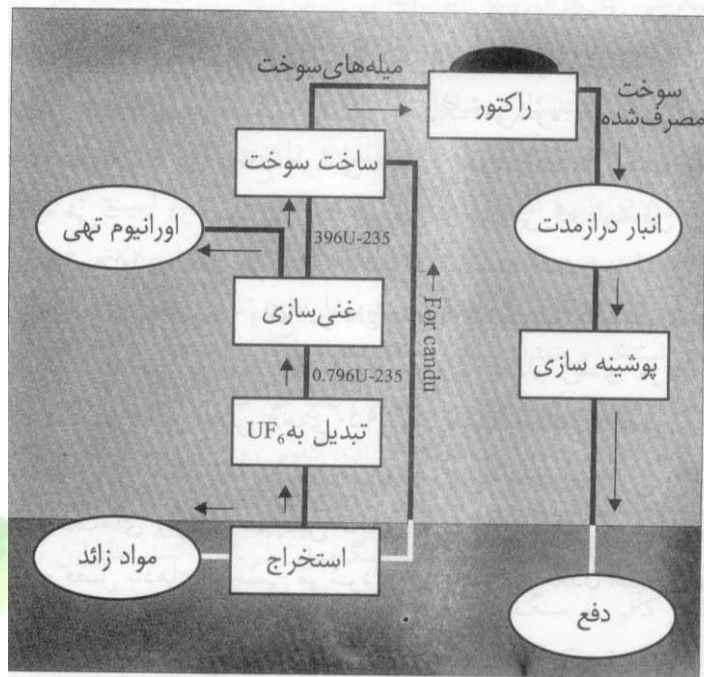 میله‌های سوخت
راکتور
سوخت
مصرف‌شده
ساخت سوخت
اورانیوم تهی
396U-235
انبار درازمدت
غنی‌سازی
For candu
0.796U-235
پوشینه سازی
تبدیل به UF₆
مواد زائد
استخراج
دفع